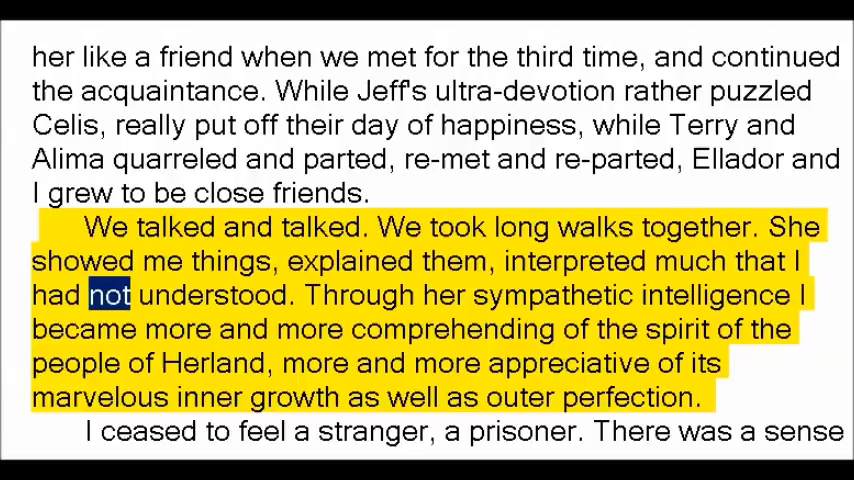 her like a friend when we met for the third time, and continued
the acquaintance. While Jeff's ultra-devotion rather puzzled
Celis, really put off their day of happiness, while Terry and
Alima quarreled and parted, re-met and re-parted, Ellador and
I grew to be close friends.
We talked and talked. We took long walks together. She
showed me things, explained them, interpreted much that I
had not understood. Through her sympathetic intelligence I
became more and more comprehending of the spirit of the
people of Herland, more and more appreciative of its
marvelous inner growth as well as outer perfection.
I ceased to feel a stranger, a prisoner. There was a sense